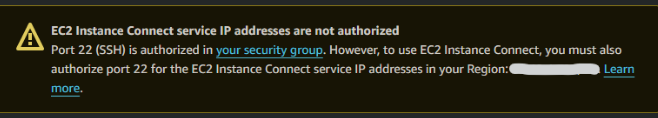 EC2 Instance Connect service IP addresses are not authorized
Port 22 (SSH) is authorized in your security group. However, to use EC2 Instance Connect, you must also
authorize port 22 for the EC2 Instance Connect service IP addresses in your Region: Learn
more.